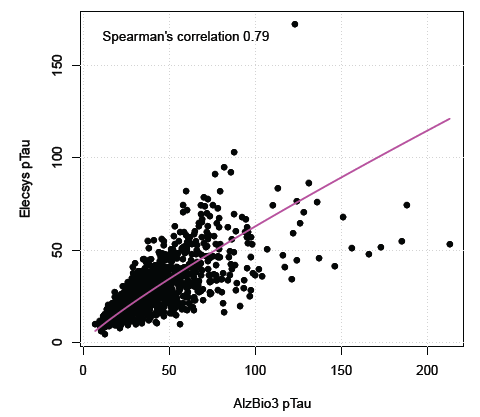 Spearman's correlation 0.79
150
100
50
0
Elecsys pTau
0 50 100 150 200
AlzBio3 pTau